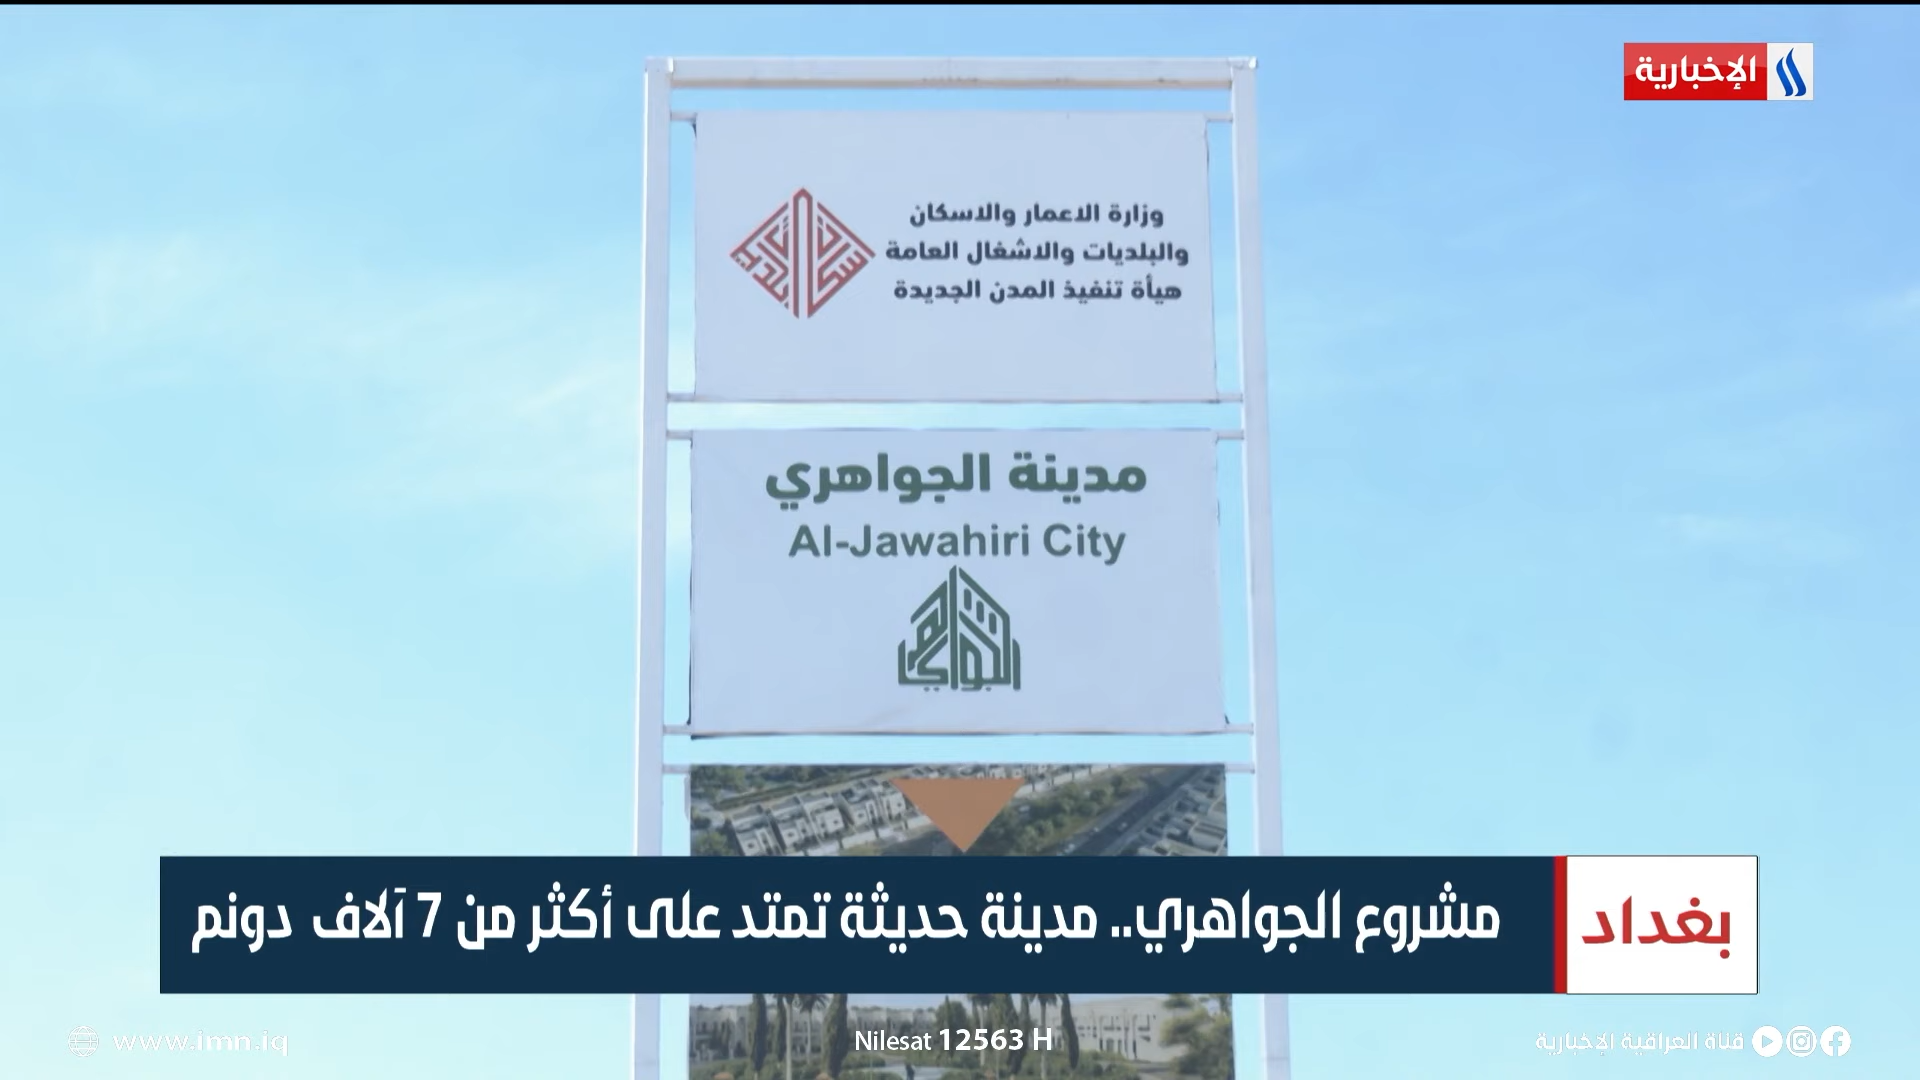 الإخبارية
وزارة الاعمار والاسكان
والبلديات والاشغال العامة
هيأة تنفيذ المدن الجديدة
مدينة الجواهري
Al-Jawahiri City
الجواهري
بغداد
مشروع الجواهري.. مدينة حديثة تمتد على أكثر من 7 آلاف دونم
www.imn.iq
Nilesat 12563 H
قناة العراقية الإخبارية